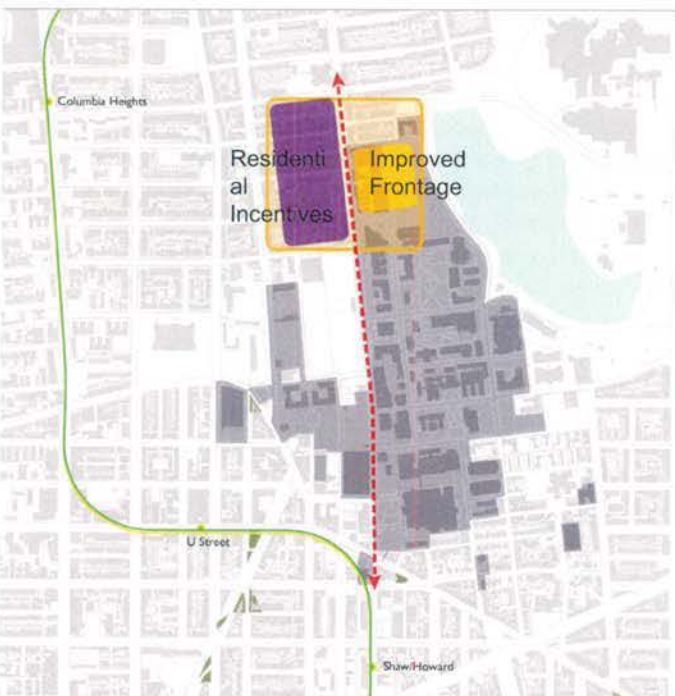 Columbia Heights
Residenti
al
Incentives
Improved
Frontage
U Street
Shaw/Howard